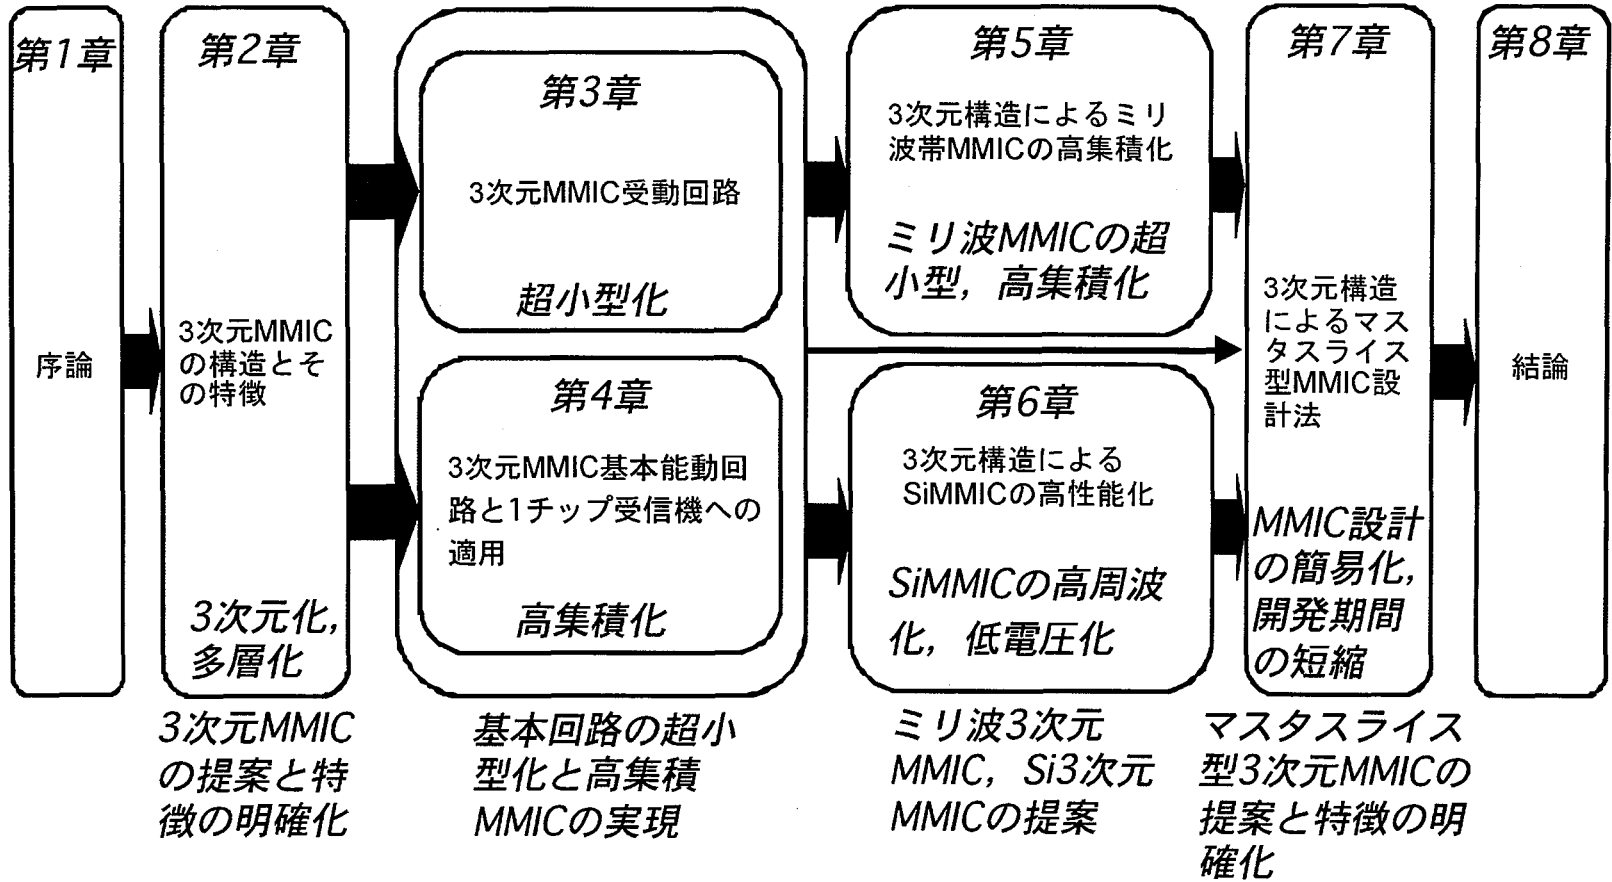 第1章
序論
第2章
3次元MMIC
の構造とそ
の特徴
3次元化,
多層化
3次元MMIC
の提案と特
徴の明確化
第3章
3次元MMIC受動回路
超小型化
第4章
3次元MMIC基本能動回
路と1チップ受信機への
適用
高集積化
基本回路の超小
型化と高集積
MMICの実現
第5章
3次元構造によるミリ
波帯MMICの高集積化
ミリ波MMICの超
小型，高集積化
第6章
3次元構造による
SiMMICの高性能化
SiMMICの高周波
化，低電圧化
ミリ波3次元
MMIC，Si3次元
MMICの提案
第7章
3次元構造
によるマス
タスライス
型MMIC設
計法
MMIC設計
の簡易化,
開発期間
の短縮
マスタスライス
型3次元MMICの
提案と特徴の明
確化
第8章
結論